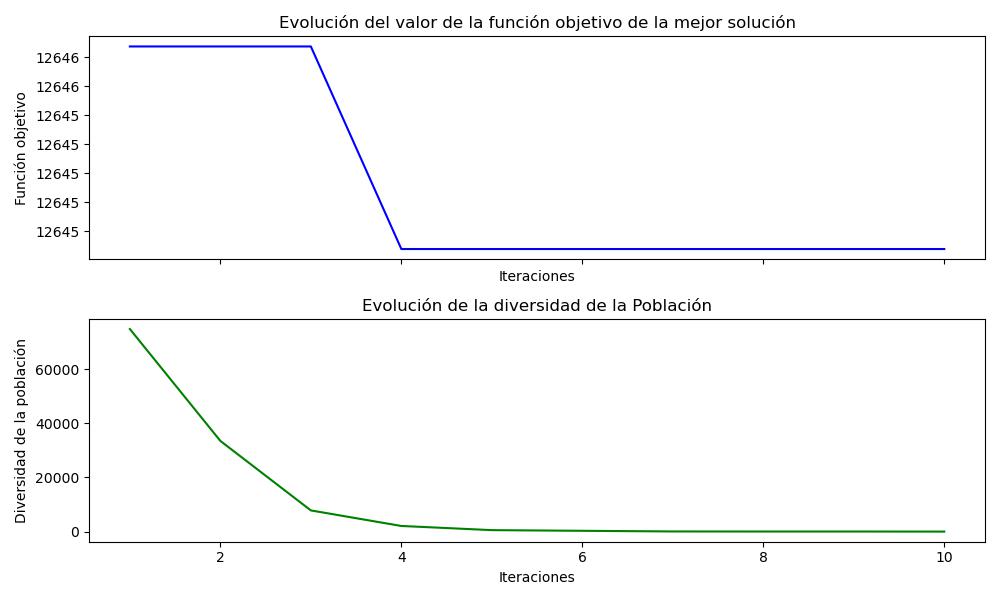 Evolución del valor de la función objetivo de la mejor solución
Función objetivo
12646
12646
12645
12645
12645
12645
12645
Iteraciones
Evolución de la diversidad de la Población
Diversidad de la población
60000
40000
20000
0
2 4 6 8 10
Iteraciones